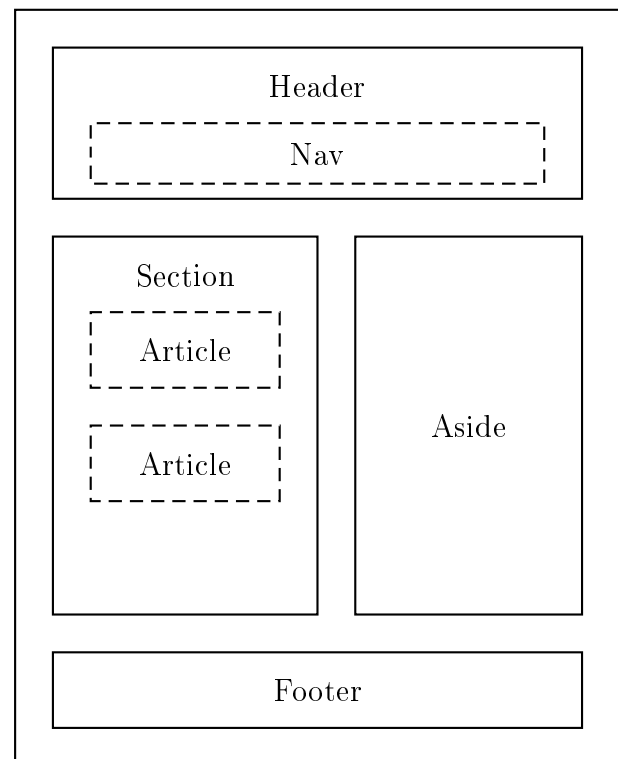 Header
Nav
Section
Article
Article
Aside
Footer